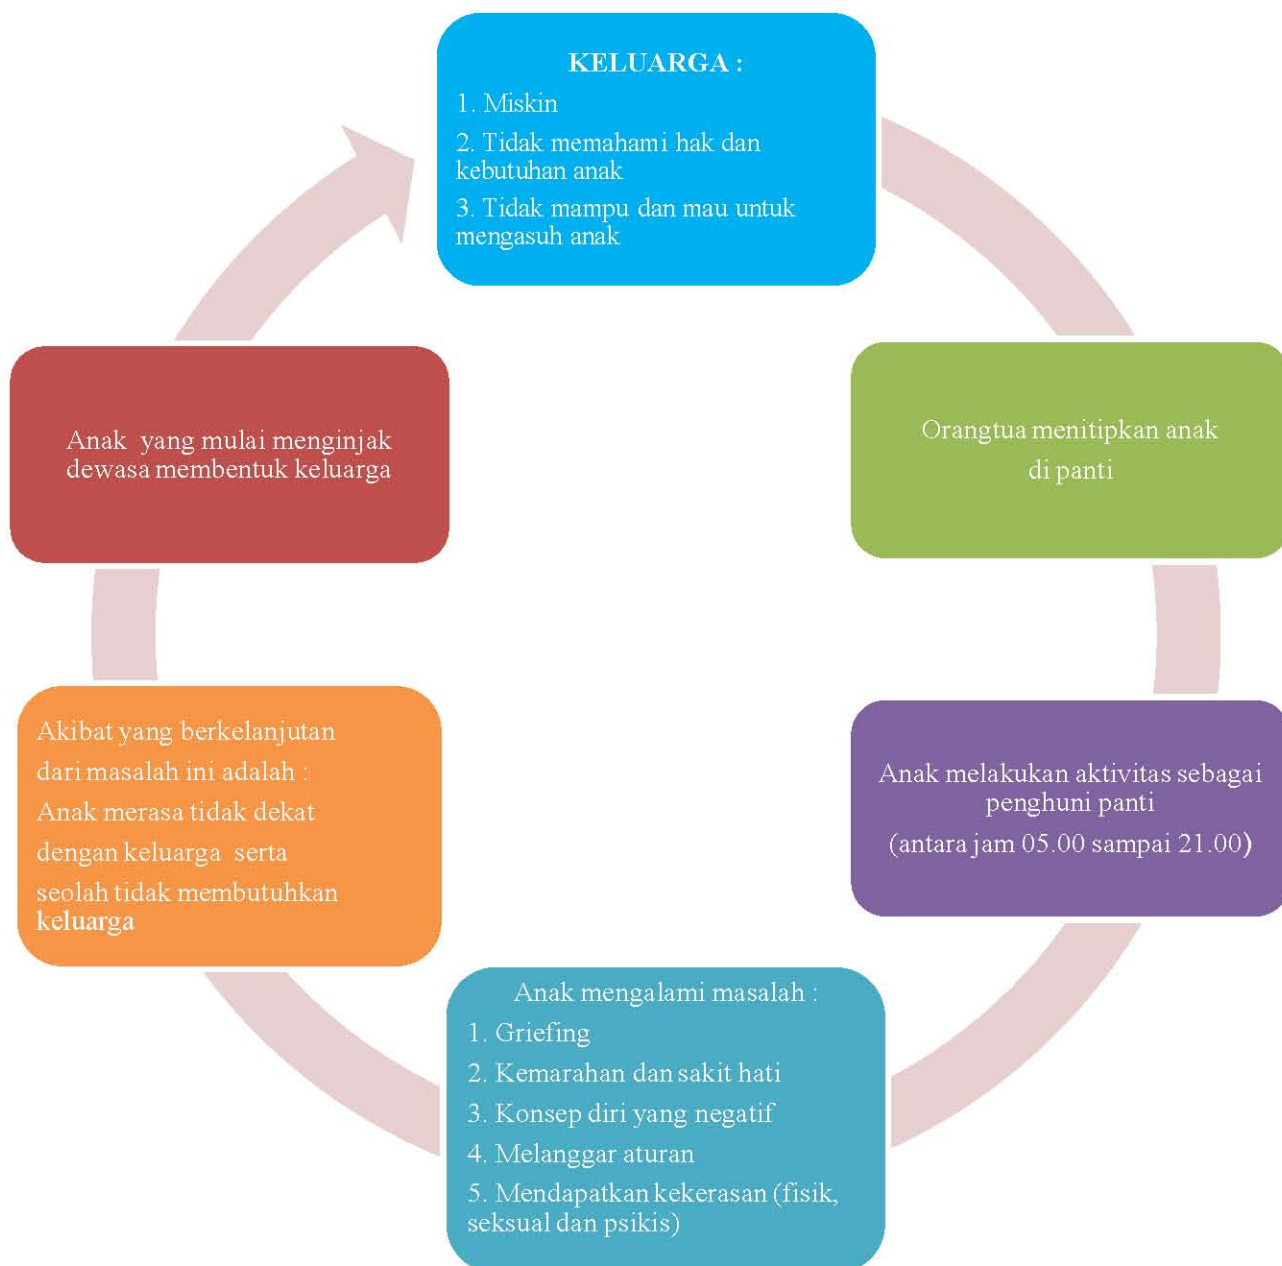 KELUARGA :
1. Miskin
2. Tidak memahami hak dan
kebutuhan anak
3. Tidak mampu dan mau untuk
mengasuh anak
Orangtua menitipkan anak
di panti
Anak melakukan aktivitas sebagai
penghuni panti
(antara jam 05.00 sampai 21.00)
Anak mengalami masalah :
1. Griefing
2. Kemarahan dan sakit hati
3. Konsep diri yang negatif
4. Melanggar aturan
5. Mendapatkan kekerasan (fisik,
seksual dan psikis)
Akibat yang berkelanjutan
dari masalah ini adalah :
Anak merasa tidak dekat
dengan keluarga serta
seolah tidak membutuhkan
keluarga
Anak yang mulai menginjak
dewasa membentuk keluarga